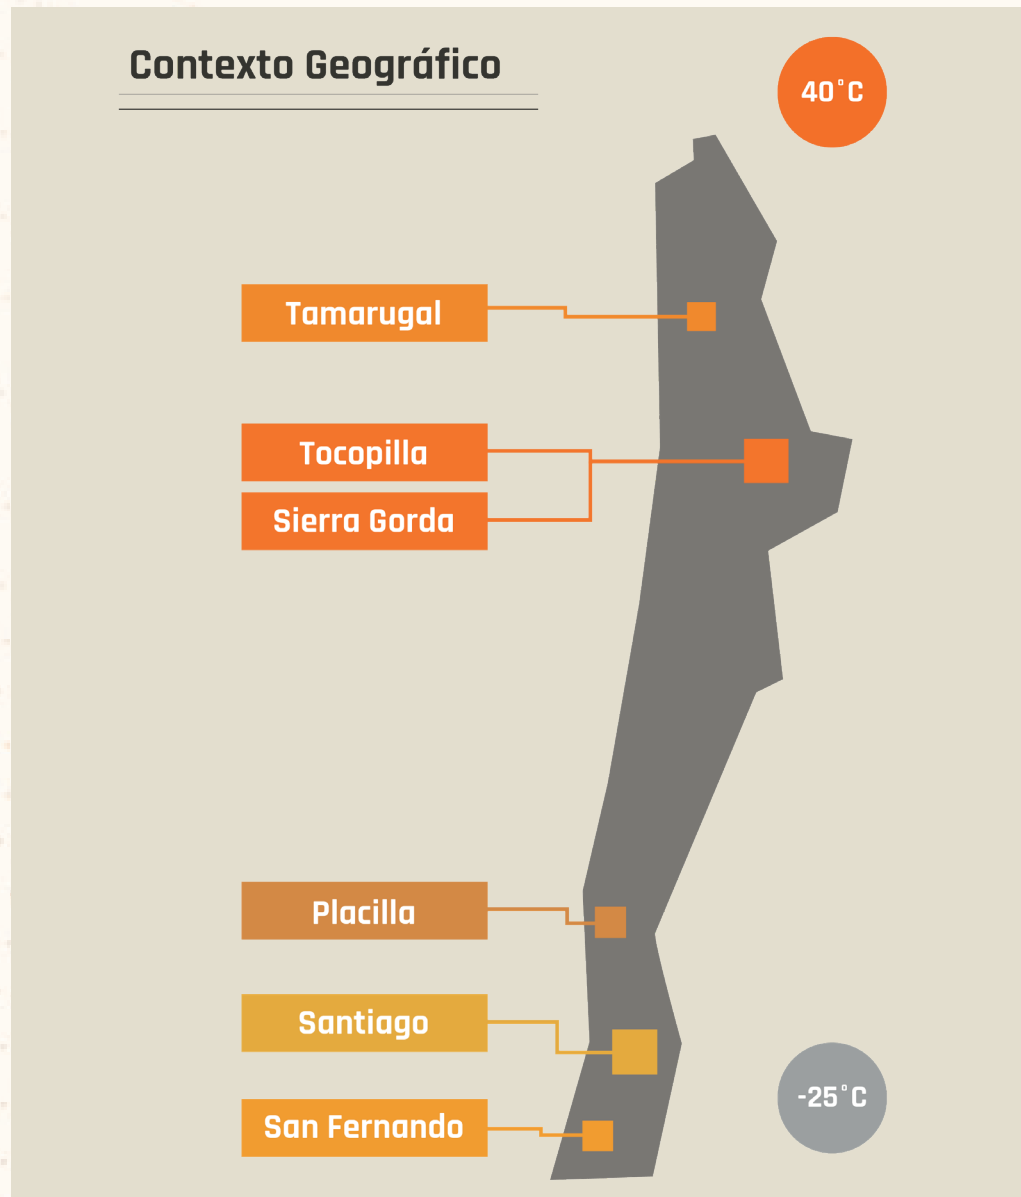 Contexto Geográfico
40°C
Tamarugal
Tocopilla
Sierra Gorda
Placilla
Santiago
San Fernando
-25°C